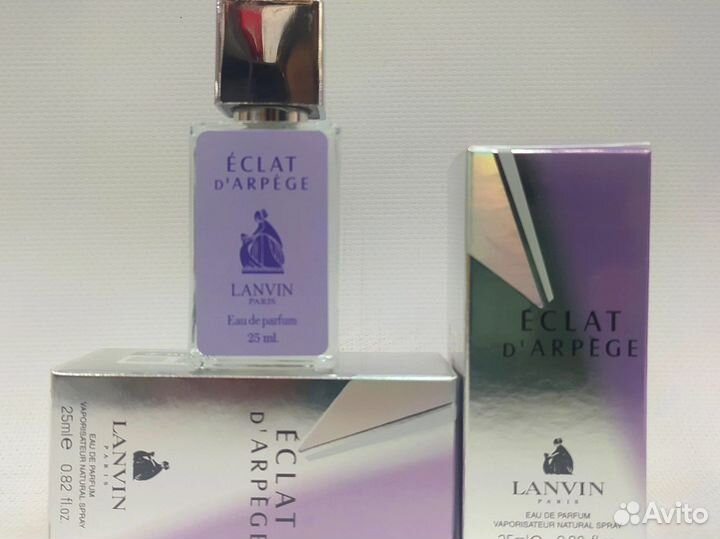 ÉCLAT
D'ARPÈGE
LANVIN
PARIS
Eau de parfum
25 ml.
ÉCLAT
D'ARPÈGE
LANVIN
PARIS
EAU DE PARFUM
VAPORISATEUR NATURAL SPRAY
25ml e 0.82 fl.oz.
ÉCLAT
D'ARPÈGE
LANVIN
PARIS
EAU DE PARFUM
VAPORISATEUR NATURAL SPRAY
Avito